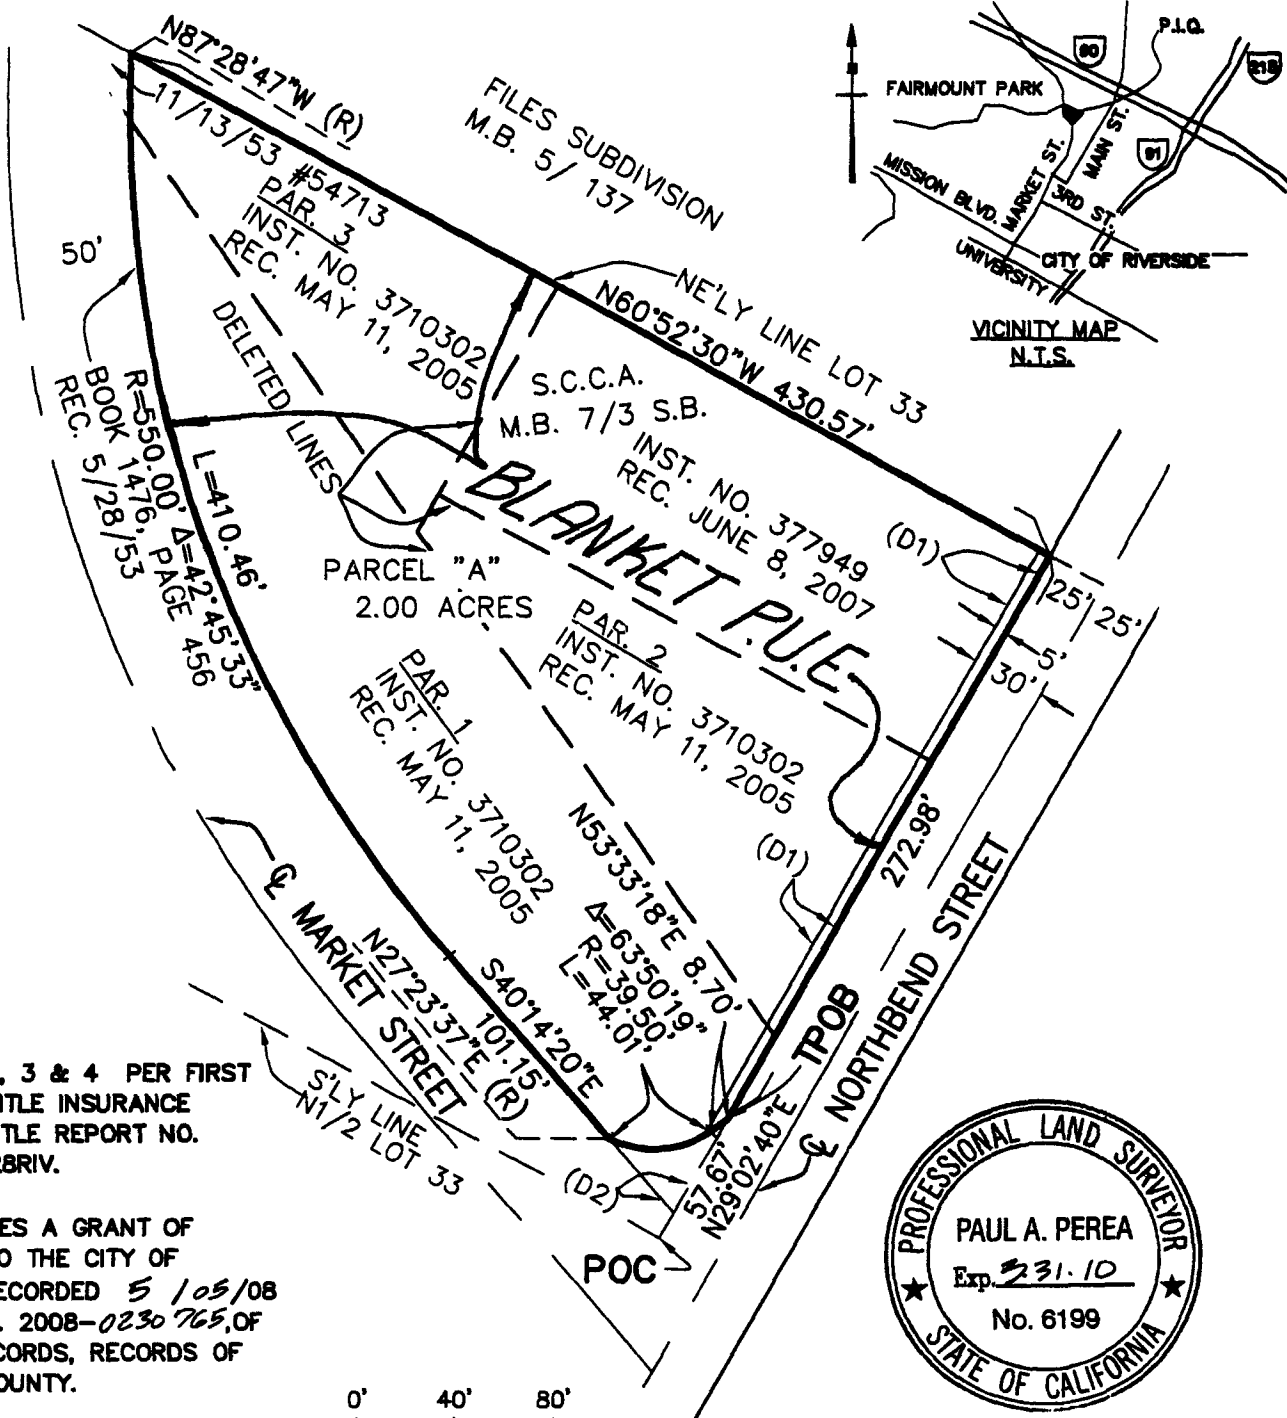 N87°28'47"W (R)
11/13/53 #54713
PAR. 3
INST. NO. 3710302
REC. MAY 11, 2005
FILES SUBDIVISION
M.B. 5/ 137
P.I.Q.
60
215
91
FAIRMOUNT PARK
MISSION BLVD.
MARKET ST.
MAIN ST.
3RD ST.
UNIVERSITY
CITY OF RIVERSIDE
VICINITY MAP
N.T.S.
50'
NE'LY LINE LOT 33
N60°52'30"W 430.57'
DELETED LINES
S.C.C.A.
M.B. 7/3 S.B.
INST. NO. 377949
REC. JUNE 8, 2007
R=550.00' Δ=42°45'33"
L=410.46'
BOOK 1476, PAGE 456
REC. 5/28/53
BLANKET P.U.E
PARCEL "A"
2.00 ACRES
(D1)
25'
25'
5'
30'
PAR. 2
INST. NO. 3710302
REC. MAY 11, 2005
PAR. 1
INST. NO. 3710302
REC. MAY 11, 2005
(D1)
272.98'
N53°33'18"E 8.70'
Δ=63°50'19"
R=39.50'
L=44.01'
℄ MARKET STREET
N27°23'37"E (R)
S40°14'20"E
101.15'
TPOB
℄ NORTHBEND STREET
S'LY LINE
N1/2 LOT 33
(D2)
57.67'
N29°02'40"E
POC
, 3 & 4 PER FIRST
ITLE INSURANCE
TLE REPORT NO.
28RIV.
ES A GRANT OF
O THE CITY OF
ECORDED 5 /05/08
. 2008-0230765,OF
CORDS, RECORDS OF
OUNTY.
0' 40' 80'
PROFESSIONAL LAND SURVEYOR
PAUL A. PEREA
Exp. 3.31.10
No. 6199
STATE OF CALIFORNIA